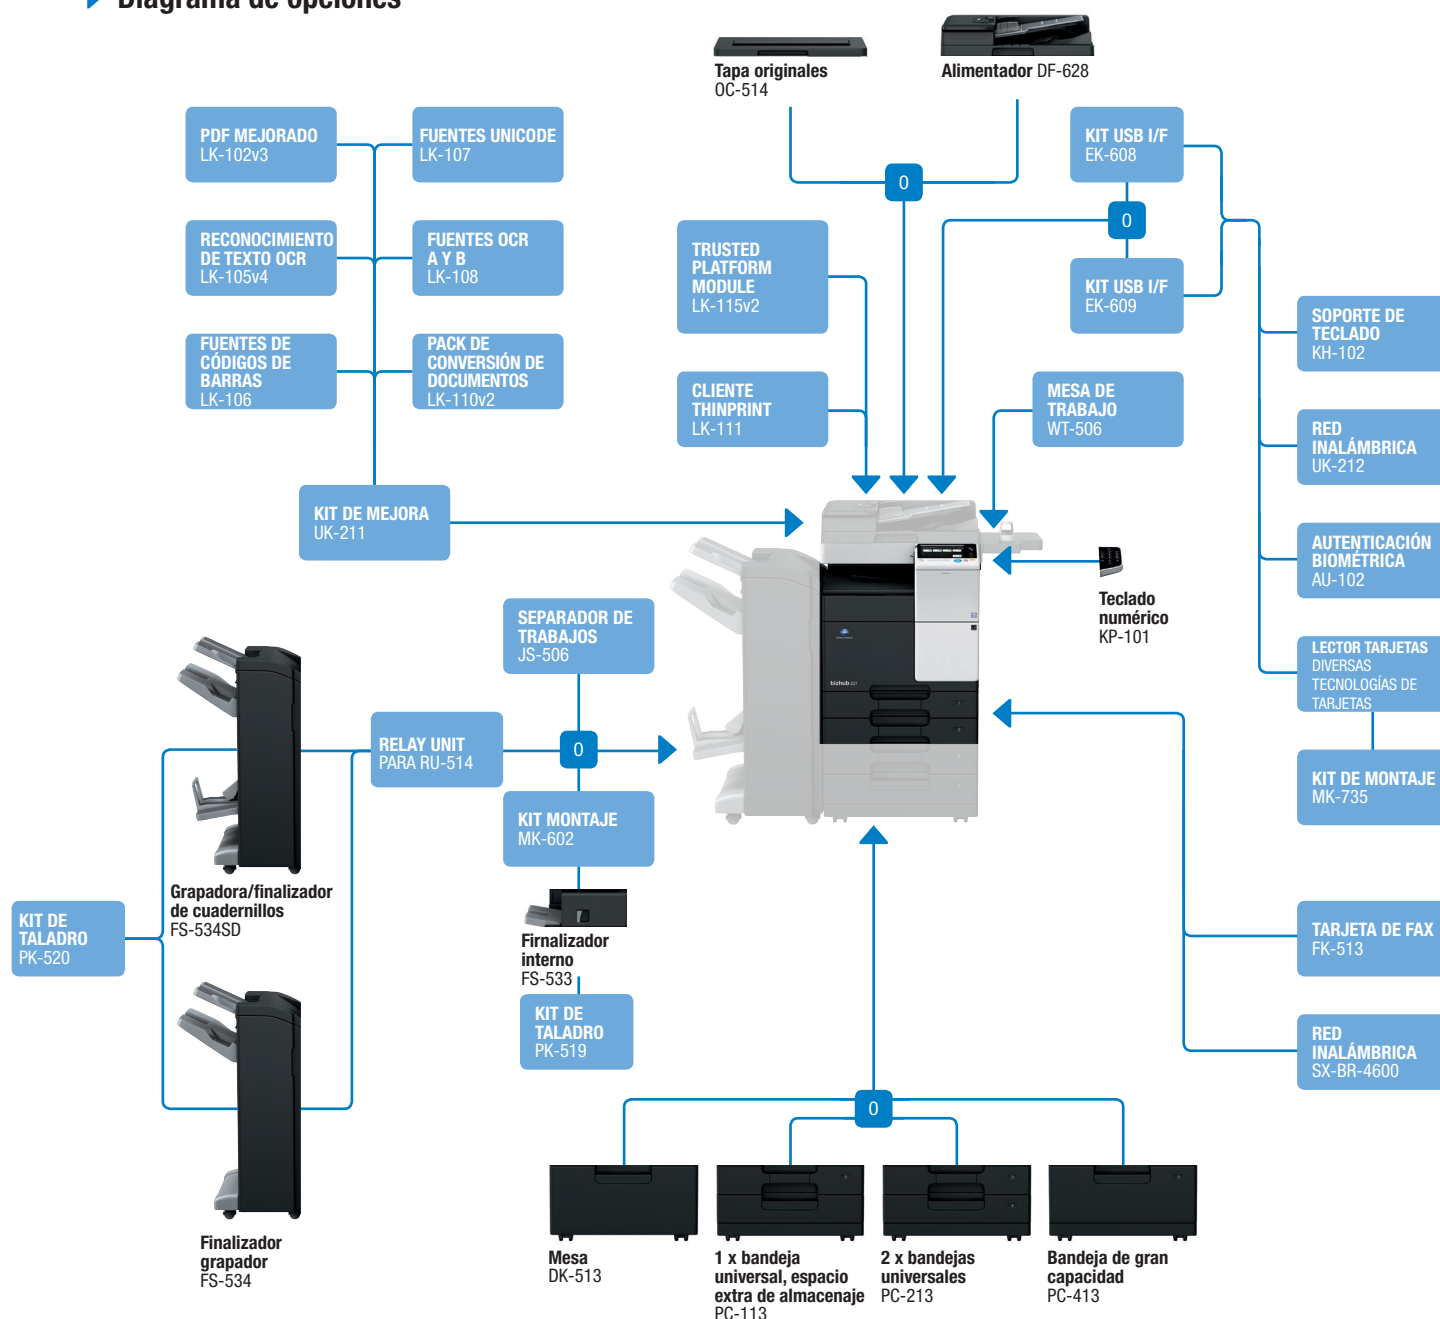 Diagrama de opciones
Tapa originales
OC-514
Alimentador DF-628
PDF MEJORADO
LK-102v3
FUENTES UNICODE
LK-107
KIT USB I/F
EK-608
0
0
RECONOCIMIENTO
DE TEXTO OCR
LK-105v4
FUENTES OCR
A Y B
LK-108
TRUSTED
PLATFORM
MODULE
LK-115v2
KIT USB I/F
EK-609
FUENTES DE
CÓDIGOS DE
BARRAS
LK-106
PACK DE
CONVERSIÓN DE
DOCUMENTOS
LK-110v2
CLIENTE
THINPRINT
LK-111
MESA DE
TRABAJO
WT-506
SOPORTE DE
TECLADO
KH-102
RED
INALÁMBRICA
UK-212
KIT DE MEJORA
UK-211
AUTENTICACIÓN
BIOMÉTRICA
AU-102
Teclado
numérico
KP-101
SEPARADOR DE
TRABAJOS
JS-506
LECTOR TARJETAS
DIVERSAS
TECNOLOGÍAS DE
TARJETAS
bizhub 227
RELAY UNIT
PARA RU-514
0
KIT DE MONTAJE
MK-735
KIT MONTAJE
MK-602
Grapadora/finalizador
de cuadernillos
FS-534SD
KIT DE
TALADRO
PK-520
Firnalizador
interno
FS-533
TARJETA DE FAX
FK-513
KIT DE
TALADRO
PK-519
RED
INALÁMBRICA
SX-BR-4600
0
Finalizador
grapador
FS-534
Mesa
DK-513
1 x bandeja
universal, espacio
extra de almacenaje
PC-113
2 x bandejas
universales
PC-213
Bandeja de gran
capacidad
PC-413